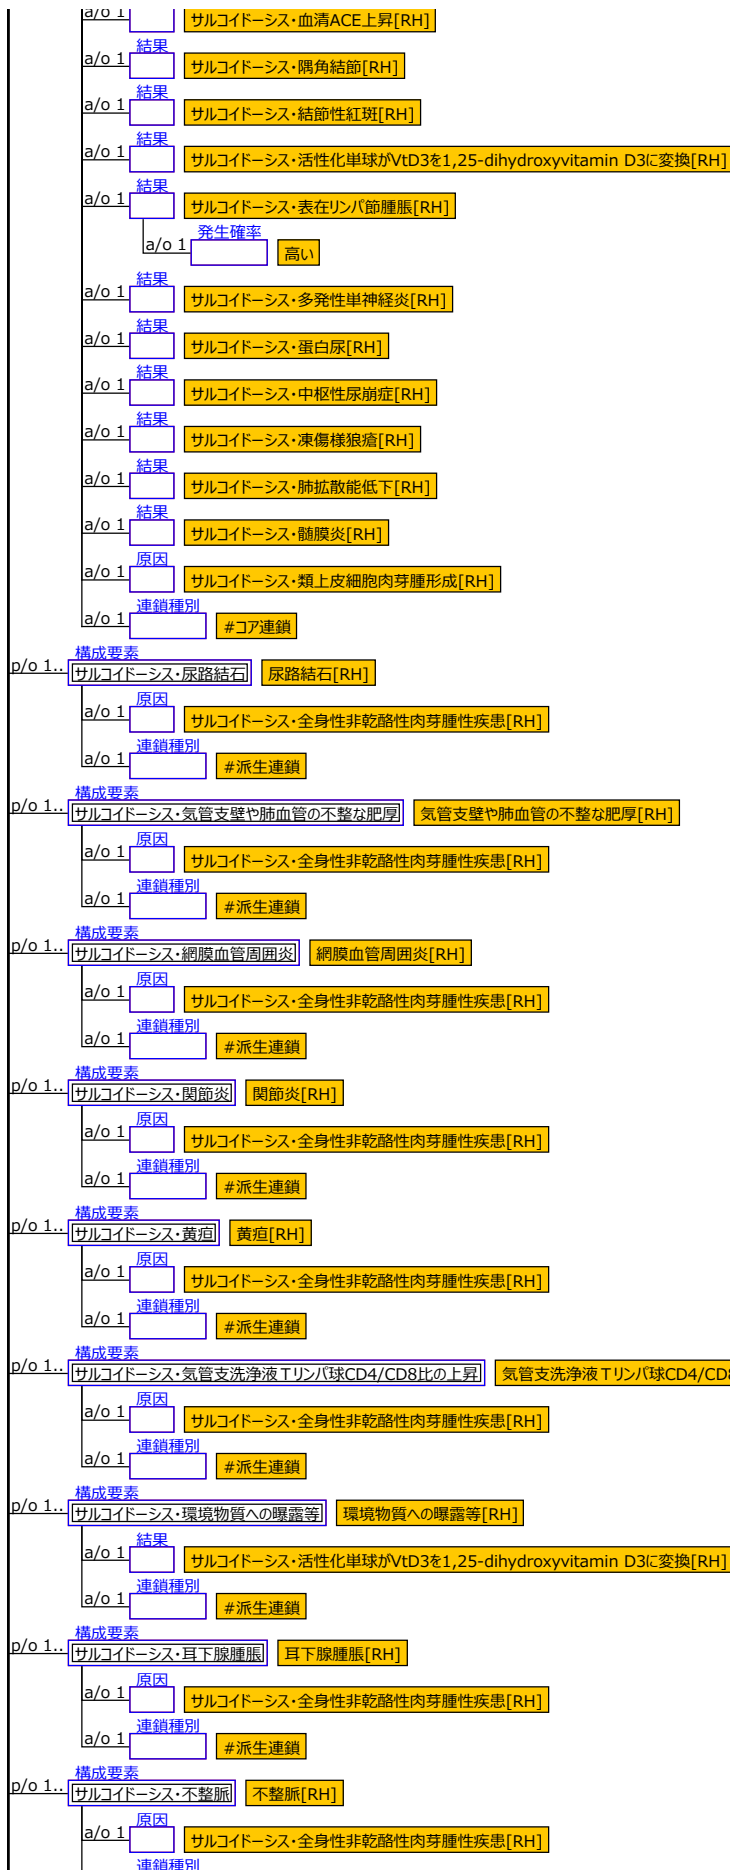 a/o 1 サルコイドーシス・血清ACE上昇[RH]
結果
a/o 1 サルコイドーシス・隅角結節[RH]
結果
a/o 1 サルコイドーシス・結節性紅斑[RH]
結果
a/o 1 サルコイドーシス・活性化単球がVtD3を1,25-dihydroxyvitamin D3に変換[RH]
結果
a/o 1 サルコイドーシス・表在リンパ節腫脹[RH]
発生確率
a/o 1 高い
結果
a/o 1 サルコイドーシス・多発性単神経炎[RH]
結果
a/o 1 サルコイドーシス・蛋白尿[RH]
結果
a/o 1 サルコイドーシス・中枢性尿崩症[RH]
結果
a/o 1 サルコイドーシス・凍傷様狼瘡[RH]
結果
a/o 1 サルコイドーシス・肺拡散能低下[RH]
結果
a/o 1 サルコイドーシス・髄膜炎[RH]
原因
a/o 1 サルコイドーシス・類上皮細胞肉芽腫形成[RH]
連鎖種別
a/o 1 #コア連鎖
構成要素
p/o 1.. サルコイドーシス・尿路結石 尿路結石[RH]
原因
a/o 1 サルコイドーシス・全身性非乾酪性肉芽腫性疾患[RH]
連鎖種別
a/o 1 #派生連鎖
構成要素
p/o 1.. サルコイドーシス・気管支壁や肺血管の不整な肥厚 気管支壁や肺血管の不整な肥厚[RH]
原因
a/o 1 サルコイドーシス・全身性非乾酪性肉芽腫性疾患[RH]
連鎖種別
a/o 1 #派生連鎖
構成要素
p/o 1.. サルコイドーシス・網膜血管周囲炎 網膜血管周囲炎[RH]
原因
a/o 1 サルコイドーシス・全身性非乾酪性肉芽腫性疾患[RH]
連鎖種別
a/o 1 #派生連鎖
構成要素
p/o 1.. サルコイドーシス・関節炎 関節炎[RH]
原因
a/o 1 サルコイドーシス・全身性非乾酪性肉芽腫性疾患[RH]
連鎖種別
a/o 1 #派生連鎖
構成要素
p/o 1.. サルコイドーシス・黄疸 黄疸[RH]
原因
a/o 1 サルコイドーシス・全身性非乾酪性肉芽腫性疾患[RH]
連鎖種別
a/o 1 #派生連鎖
構成要素
p/o 1.. サルコイドーシス・気管支洗浄液Ｔリンパ球CD4/CD8比の上昇 気管支洗浄液Ｔリンパ球CD4/CD8
原因
a/o 1 サルコイドーシス・全身性非乾酪性肉芽腫性疾患[RH]
連鎖種別
a/o 1 #派生連鎖
構成要素
p/o 1.. サルコイドーシス・環境物質への曝露等 環境物質への曝露等[RH]
結果
a/o 1 サルコイドーシス・活性化単球がVtD3を1,25-dihydroxyvitamin D3に変換[RH]
連鎖種別
a/o 1 #派生連鎖
構成要素
p/o 1.. サルコイドーシス・耳下腺腫脹 耳下腺腫脹[RH]
原因
a/o 1 サルコイドーシス・全身性非乾酪性肉芽腫性疾患[RH]
連鎖種別
a/o 1 #派生連鎖
構成要素
p/o 1.. サルコイドーシス・不整脈 不整脈[RH]
原因
a/o 1 サルコイドーシス・全身性非乾酪性肉芽腫性疾患[RH]
連鎖種別